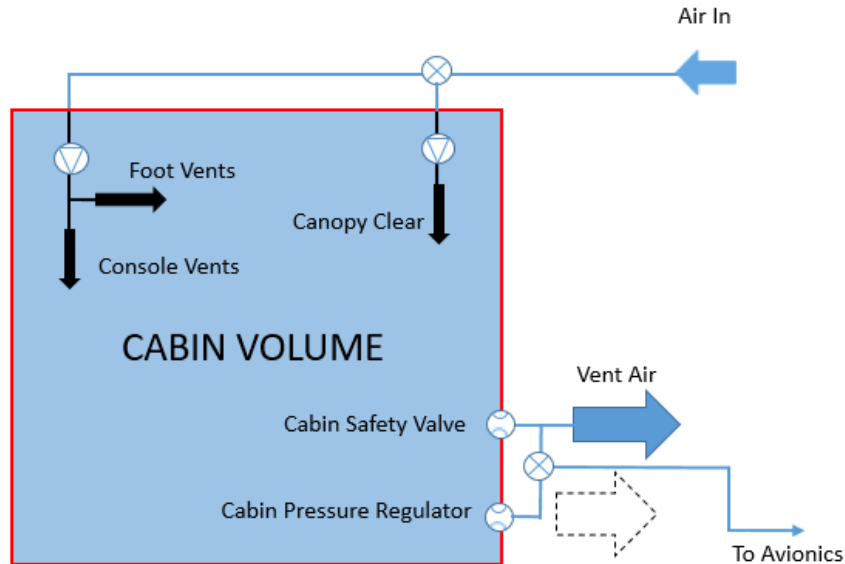 Air In
Foot Vents
Canopy Clear
Console Vents
CABIN VOLUME
Vent Air
Cabin Safety Valve
Cabin Pressure Regulator
To Avionics